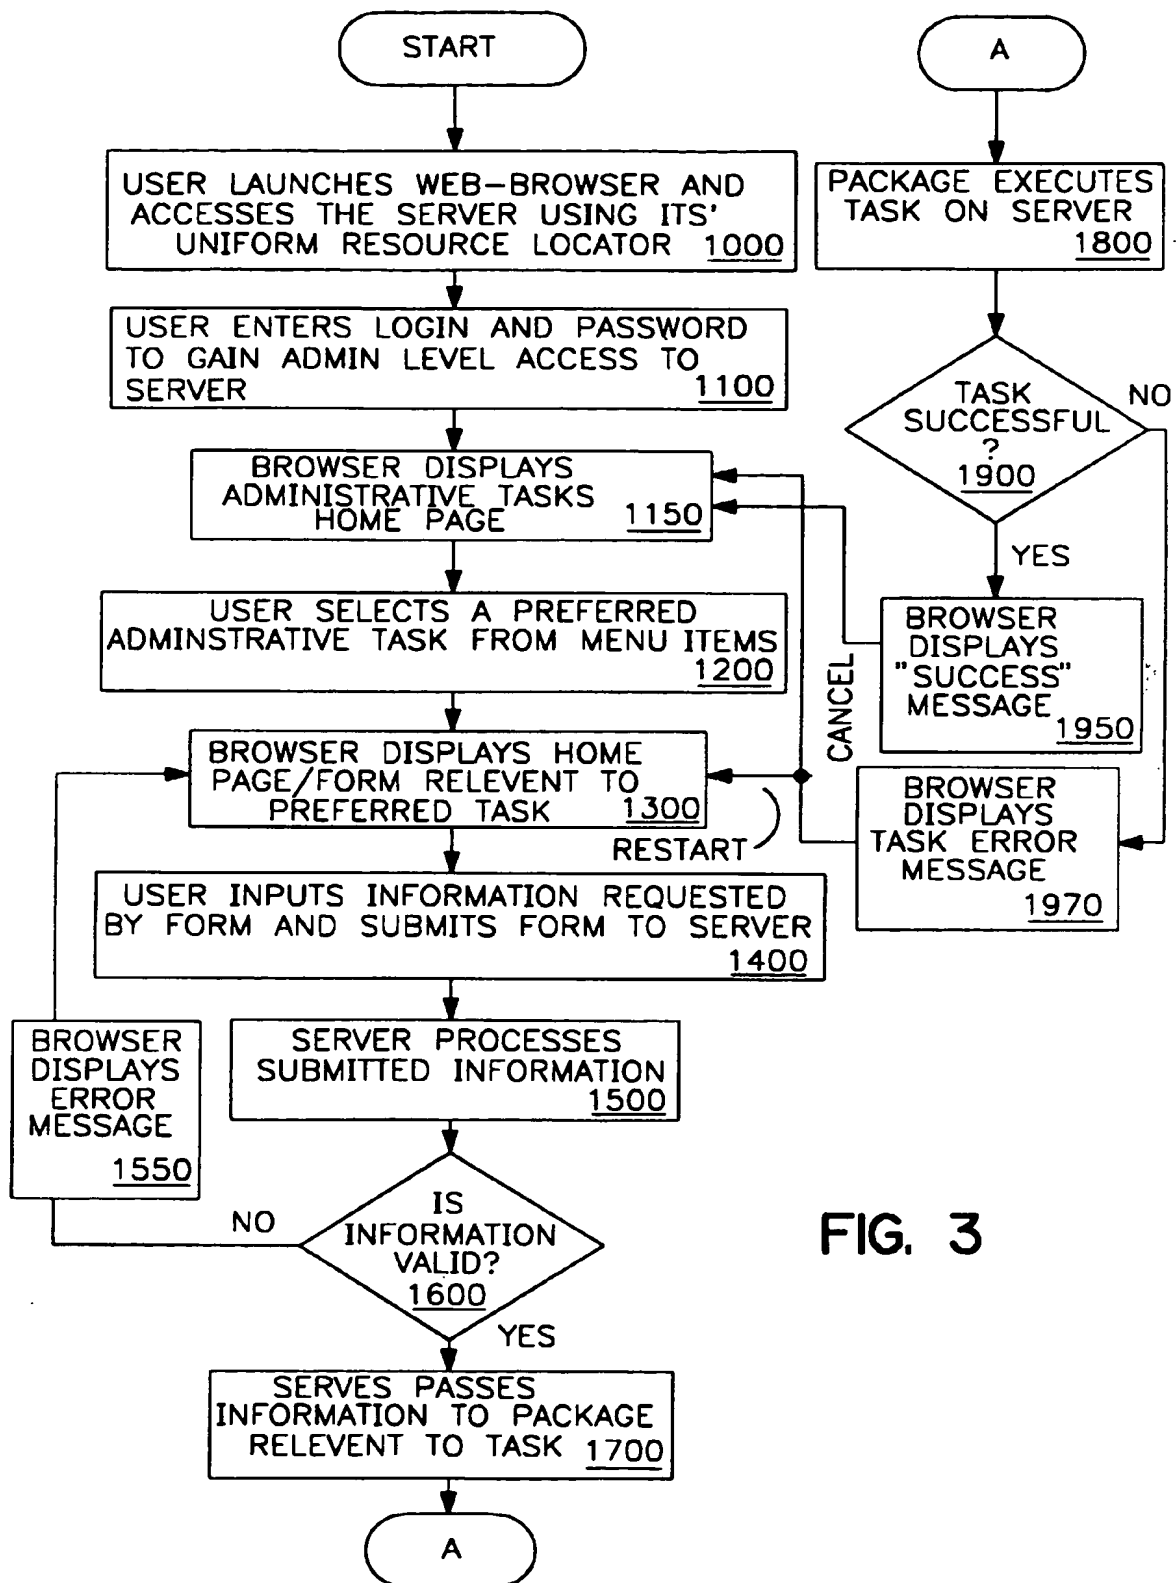 START
USER LAUNCHES WEB-BROWSER AND
ACCESSES THE SERVER USING ITS'
UNIFORM RESOURCE LOCATOR 1000
USER ENTERS LOGIN AND PASSWORD
TO GAIN ADMIN LEVEL ACCESS TO
SERVER 1100
BROWSER DISPLAYS
ADMINISTRATIVE TASKS
HOME PAGE 1150
USER SELECTS A PREFERRED
ADMINSTRATIVE TASK FROM MENU ITEMS
1200
BROWSER DISPLAYS HOME
PAGE/FORM RELEVENT TO
PREFERRED TASK 1300
USER INPUTS INFORMATION REQUESTED
BY FORM AND SUBMITS FORM TO SERVER
1400
SERVER PROCESSES
SUBMITTED INFORMATION
1500
BROWSER
DISPLAYS
ERROR
MESSAGE
1550
IS
INFORMATION
VALID?
1600
NO
YES
SERVES PASSES
INFORMATION TO PACKAGE
RELEVENT TO TASK 1700
A
A
PACKAGE EXECUTES
TASK ON SERVER
1800
TASK
SUCCESSFUL
?
1900
NO
YES
BROWSER
DISPLAYS
"SUCCESS"
MESSAGE
1950
CANCEL
BROWSER
DISPLAYS
TASK ERROR
MESSAGE
1970
RESTART
FIG. 3